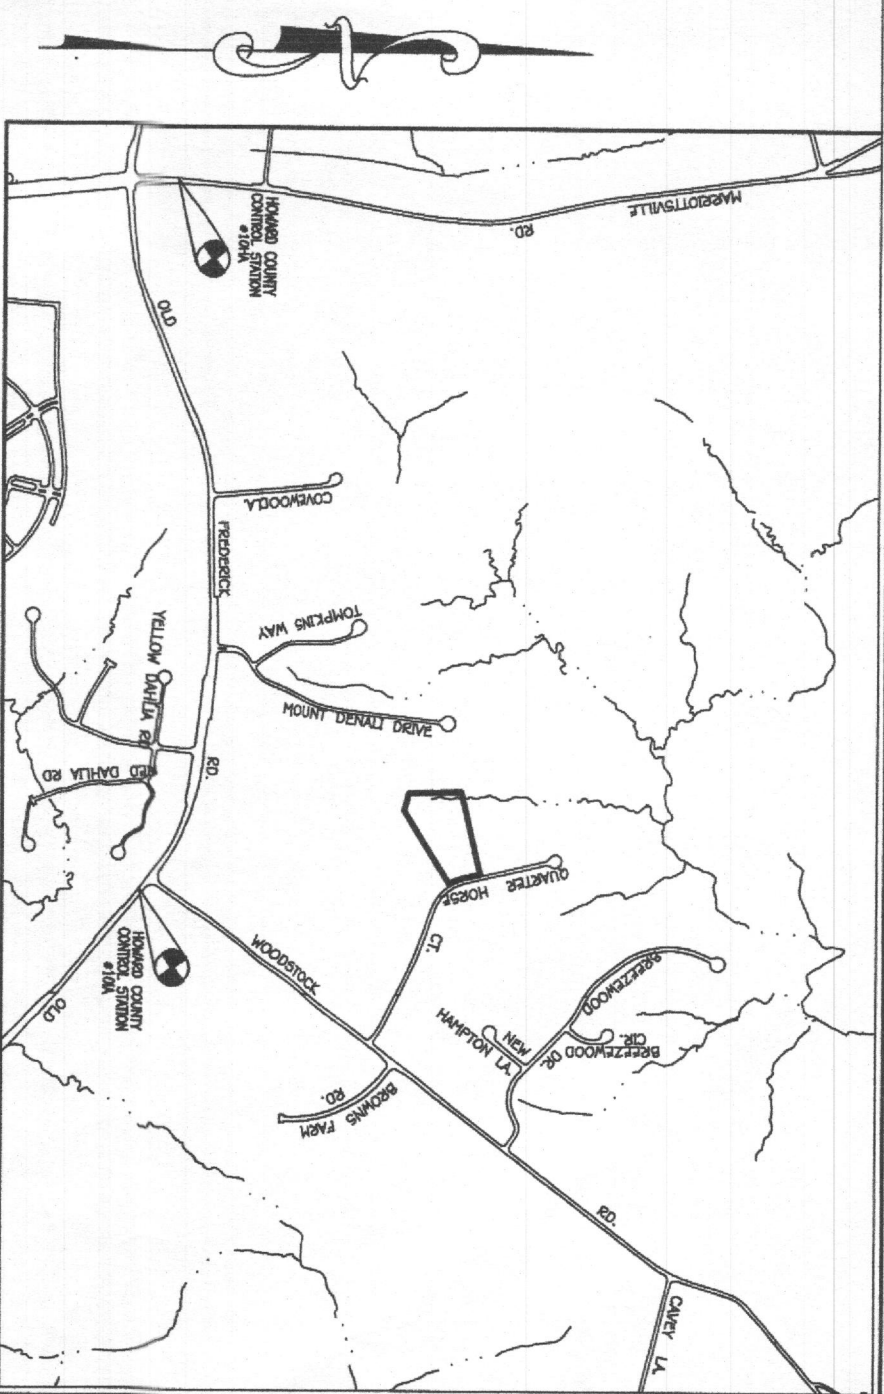 N
MARRIOTTSVILLE
RD.
HOWARD COUNTY
CONTROL STATION
#10HA
OLD
COVEWOOD LA
FREDERICK
TOMPKINS WAY
YELLOW DAHLIA RD
MOUNT DENALI DRIVE
RD.
RED DAHLIA RD
QUARTER HORSE
CT.
WOODSTOCK
HOWARD COUNTY
CONTROL STATION
OLD
BREEZEWOOD
DR.
BREEZEWOOD
CIR.
NEW
HAMPTON LA.
BROWNS FARM
RD.
RD.
CAVEY LA.